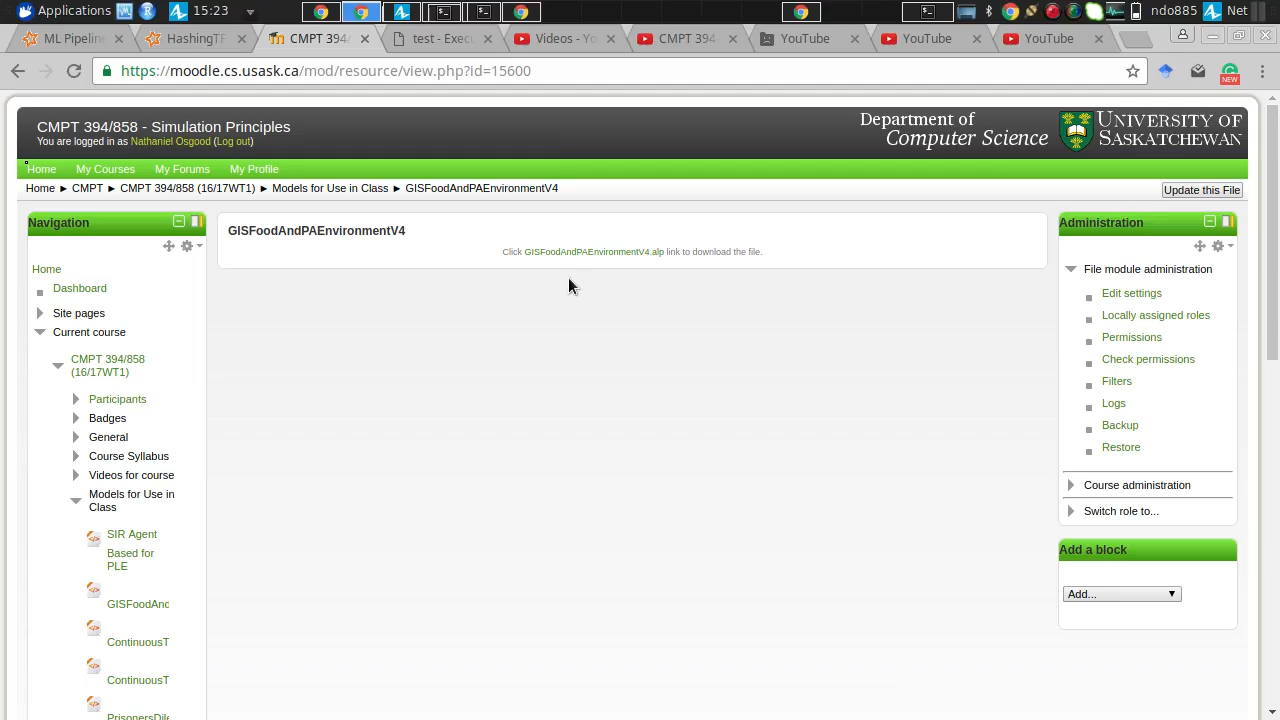 Applications 15:23 ndo885 Net
ML Pipelin
HashingTF
CMPT 394/
test - Exec
Videos - Yo
CMPT 394-
YouTube
YouTube
YouTube
https://moodle.cs.usask.ca/mod/resource/view.php?id=15600
NEW
CMPT 394/858 - Simulation Principles
You are logged in as Nathaniel Osgood (Log out)
Department of
Computer Science
UNIVERSITY OF
SASKATCHEWAN
Home My Courses My Forums My Profile
Home ► CMPT ► CMPT 394/858 (16/17WT1) ► Models for Use in Class ► GISFoodAndPAEnvironmentV4
Update this File
Navigation
Home
Dashboard
Site pages
Current course
CMPT 394/858
(16/17WT1)
Participants
Badges
General
Course Syllabus
Videos for course
Models for Use in
Class
SIR Agent
Based for
PLE
GISFoodAnd
ContinuousT
ContinuousT
PrisonersDile
GISFoodAndPAEnvironmentV4
Click GISFoodAndPAEnvironmentV4.alp link to download the file.
Administration
File module administration
Edit settings
Locally assigned roles
Permissions
Check permissions
Filters
Logs
Backup
Restore
Course administration
Switch role to...
Add a block
Add...